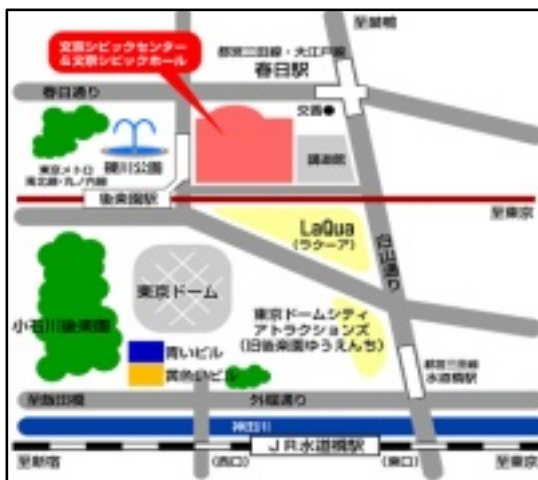 至巣鴨
文京シビックセンター
&文京シビックホール
都営三田線・大江戸線
春日駅
春日通り
交番●
礫川公園
講道館
東京メトロ
南北線・丸ノ内線
後楽園駅
至東京
LaQua
(ラクーア)
白山通り
東京ドーム
小石川後楽園
東京ドームシティ
アトラクションズ
(旧後楽園ゆうえんち)
青いビル
黄色いビル
都営三田線
水道橋駅
至飯田橋
外堀通り
神田川
JR水道橋駅
至新宿
(西口)
(東口)
至東京